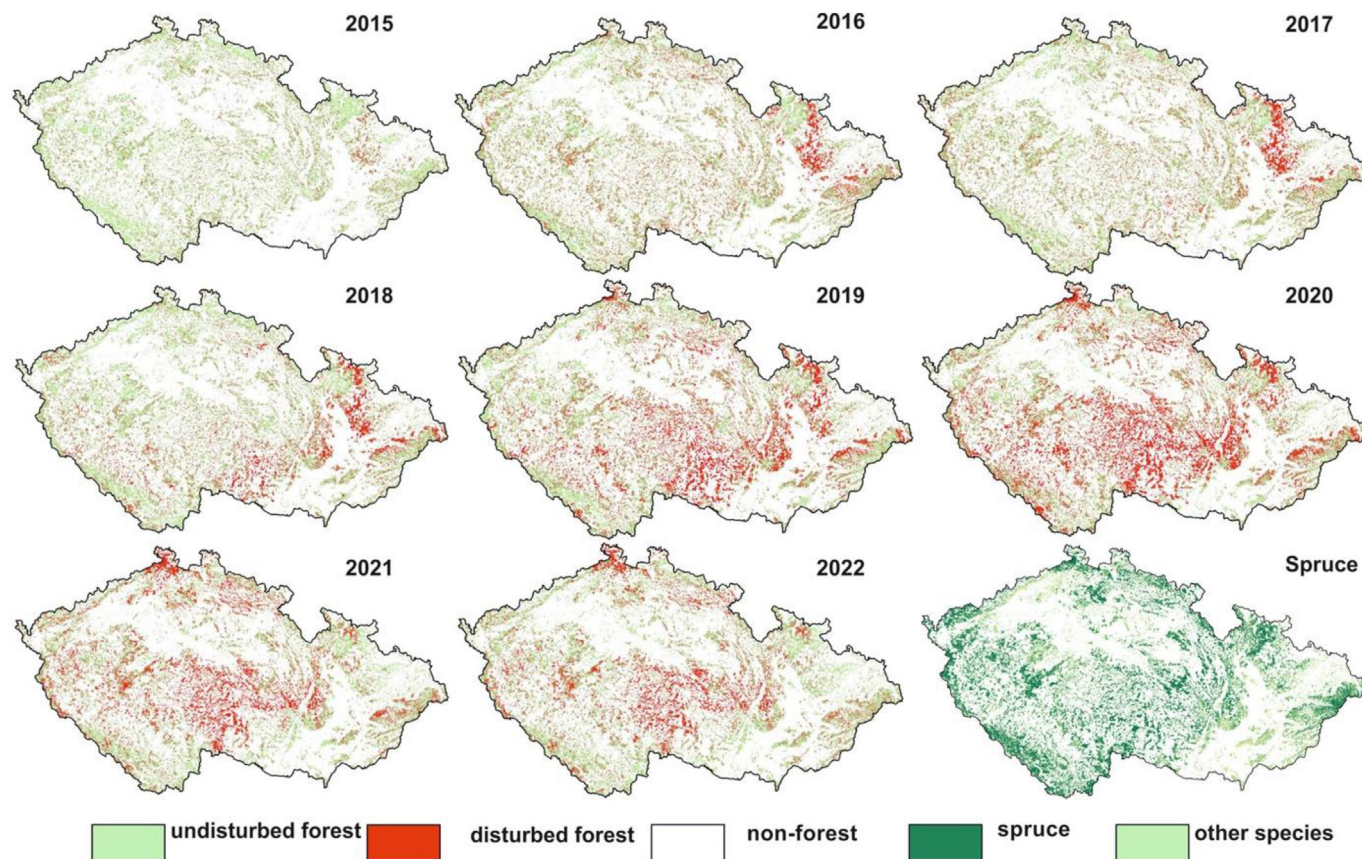 2015
2016
2017
2018
2019
2020
2021
2022
Spruce
undisturbed forest
disturbed forest
non-forest
spruce
other species